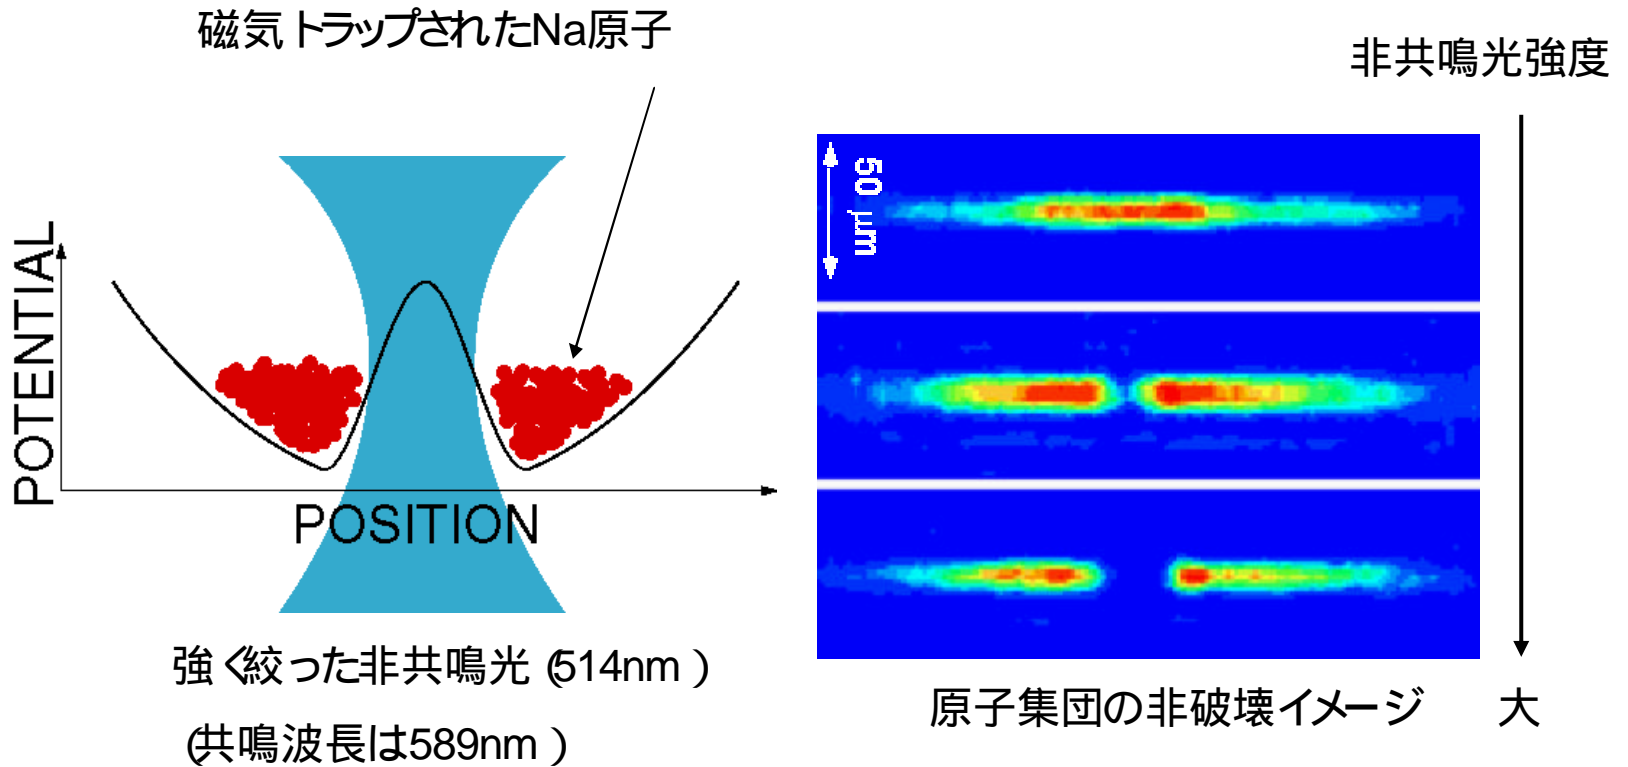 磁気トラップされたNa原子
非共鳴光強度
50 μm
POTENTIAL
POSITION
強く絞った非共鳴光（514nm）
（共鳴波長は589nm）
原子集団の非破壊イメージ
大